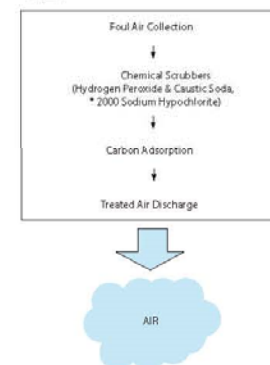 Foul Air Collection
Chemical Scrubbers
(Hydrogen Peroxide & Caustic Soda,
* 2000 Sodium Hypochlorite)
Carbon Adsorption
Treated Air Discharge
AIR